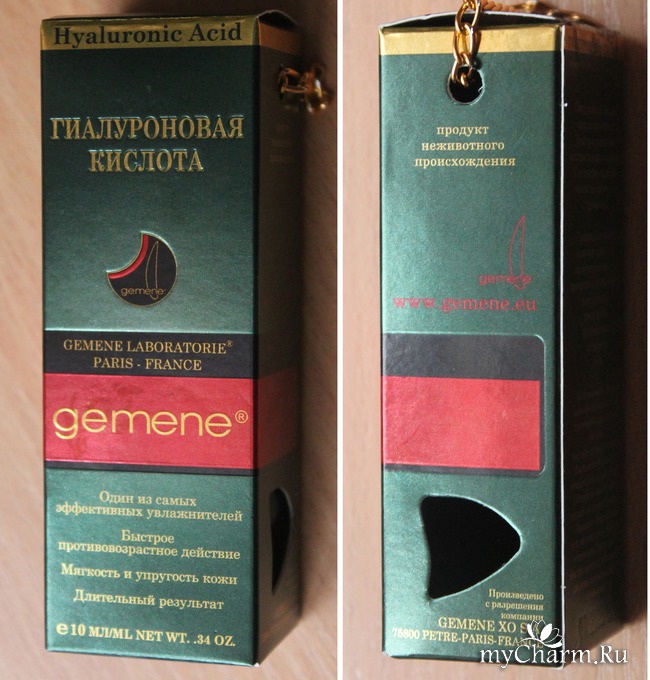 Hyaluronic Acid
ГИАЛУРОНОВАЯ
КИСЛОТА
gemene
GEMENE LABORATORIE®
PARIS - FRANCE
gemene®
Один из самых
эффективных увлажнителей
Быстрое
противовозрастное действие
Мягкость и упругость кожи
Длительный результат
℮ 10 МЛ/ML NET WT. .34 OZ.
продукт
неживотного
происхождения
gemene
www.gemene.eu
Произведено
с разрешения
компании
GEMENE XO
75800 PETRE-PARIS-FRANCE
myCharm.Ru